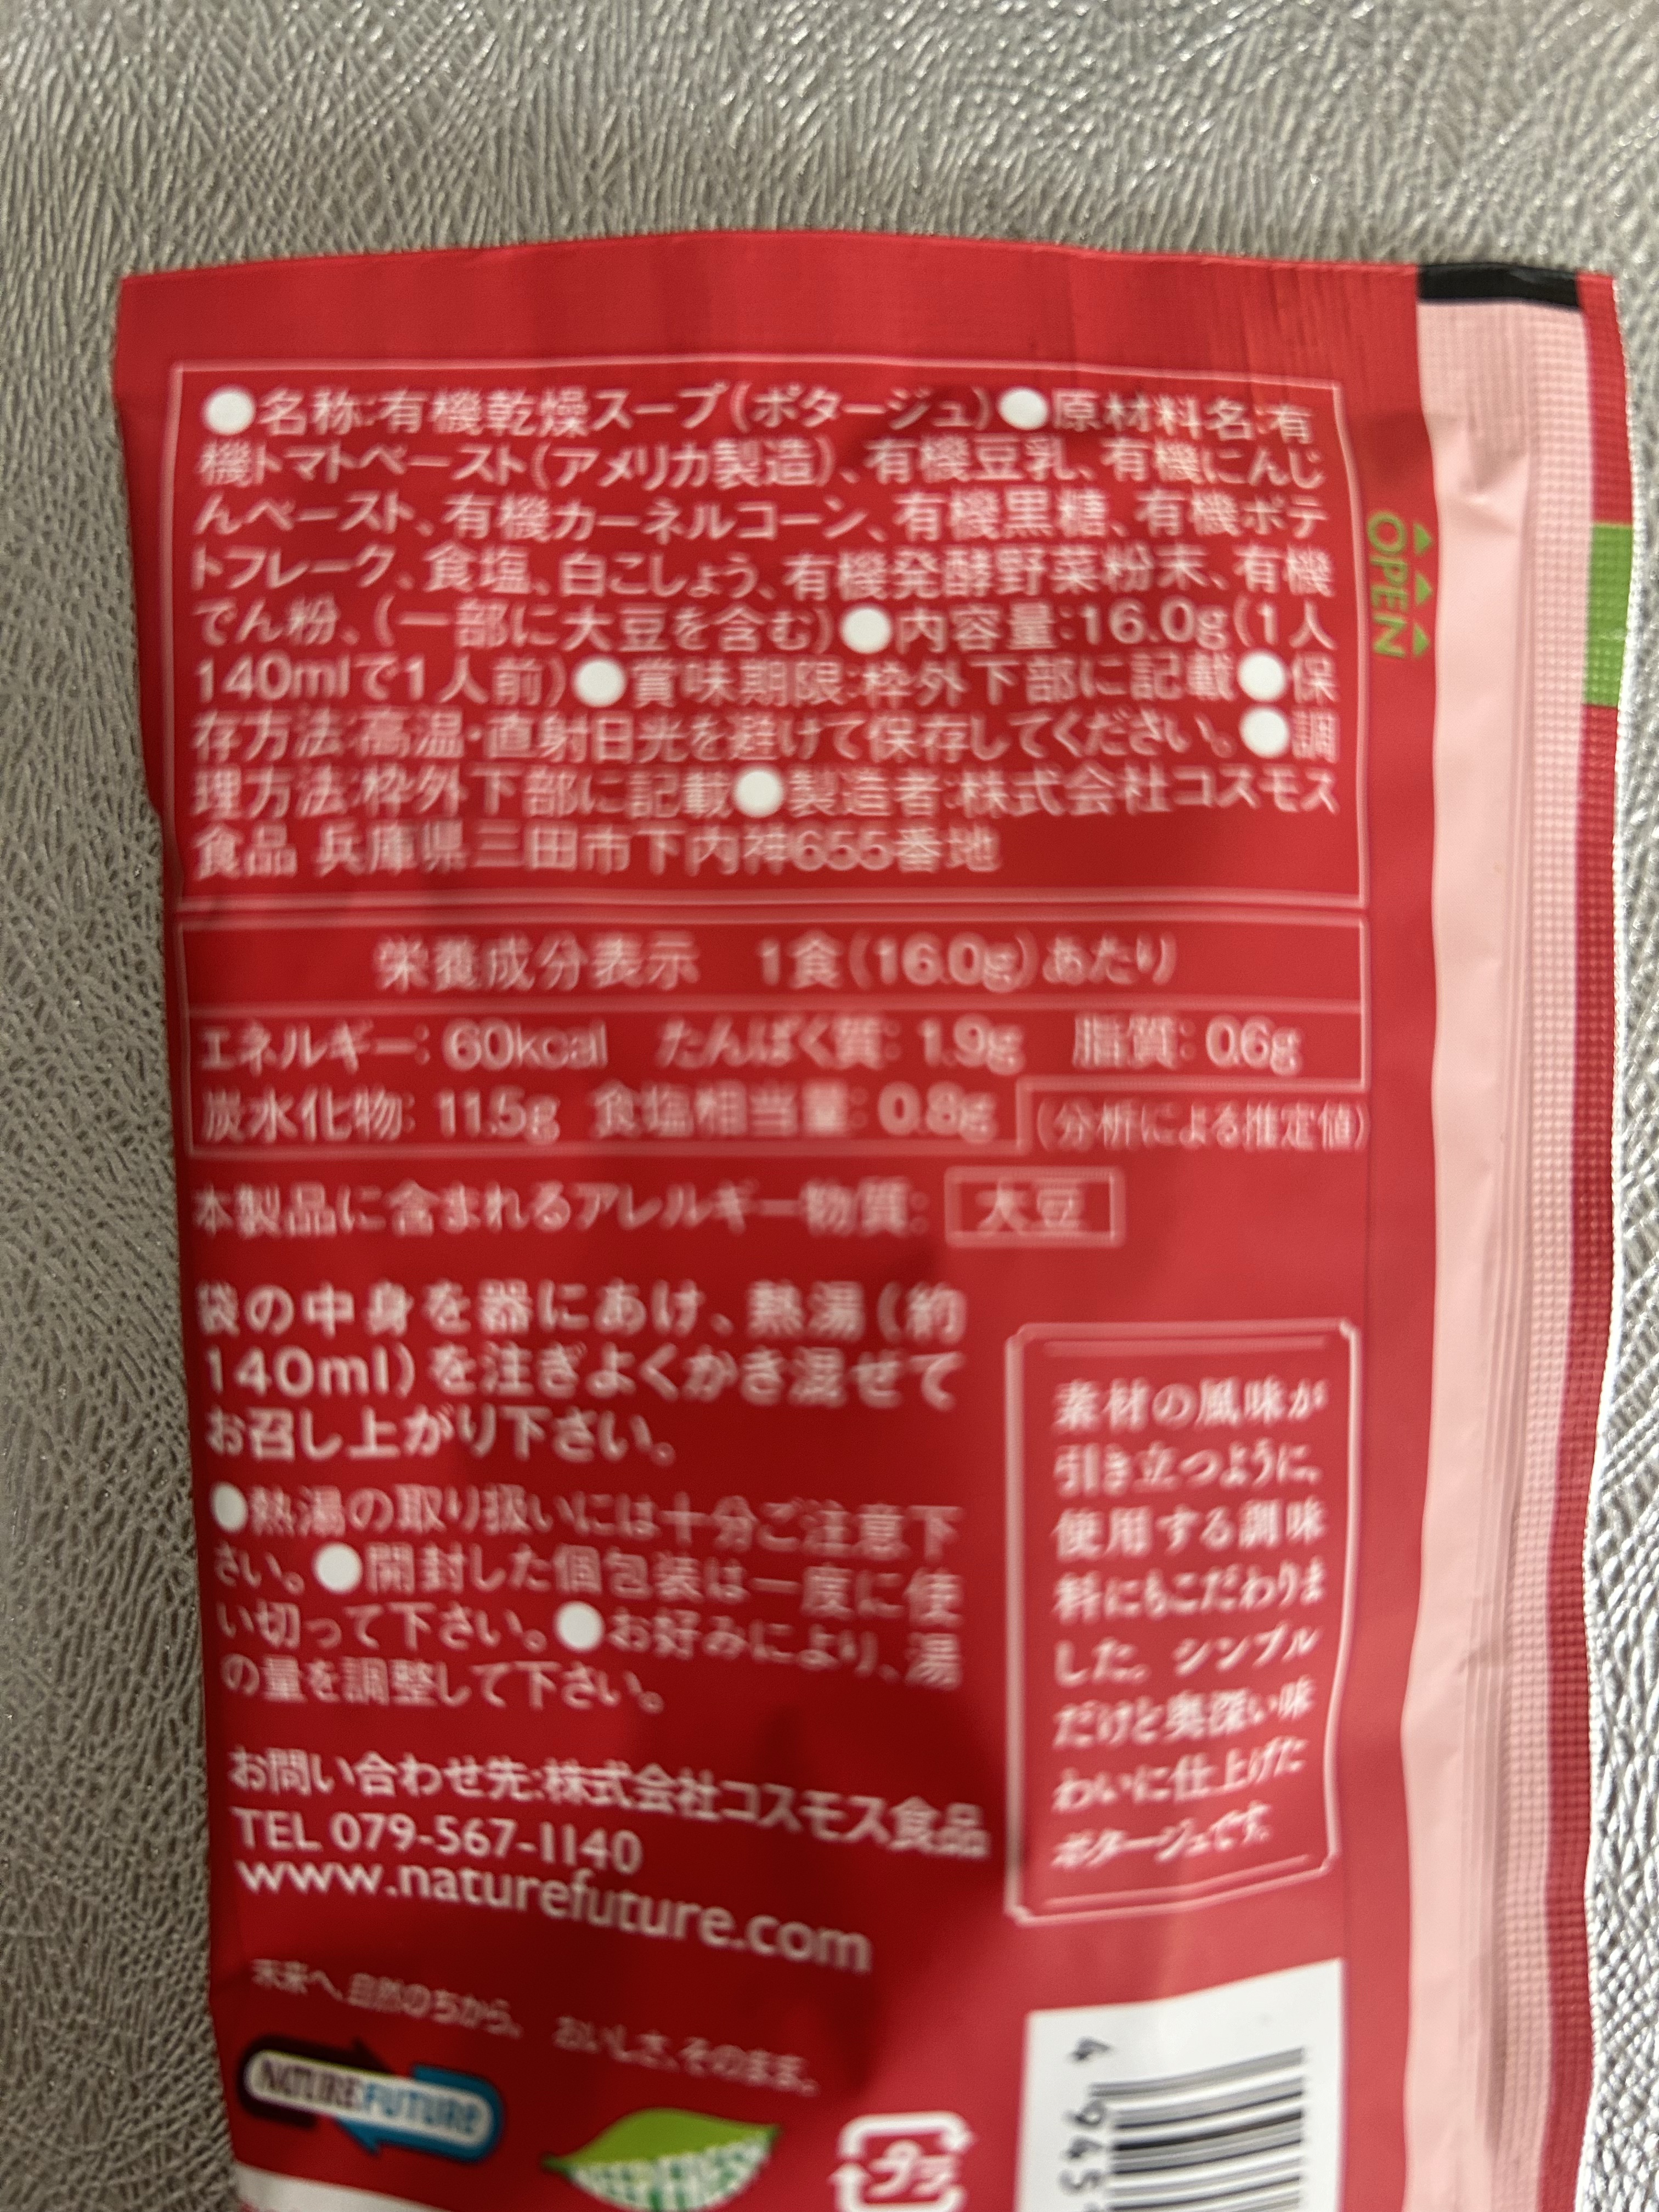 ●名称:有機乾燥スープ(ポタージュ)●原材料名:有
機トマトペースト(アメリカ製造)、有機豆乳、有機にんじ
んペースト、有機カーネルコーン、有機黒糖、有機ポテ
トフレーク、食塩、白こしょう、有機発酵野菜粉末、有機
でん粉、(一部に大豆を含む)●内容量:16.0g(1人
140mlで1人前)●賞味期限:枠外下部に記載●保
存方法:高温・直射日光を避けて保存してください。●調
理方法:枠外下部に記載●製造者:株式会社コスモス
食品 兵庫県三田市下内神655番地
OPEN
栄養成分表示 1食(16.0g)あたり
エネルギー: 60kcal たんぱく質: 1.9g 脂質: 0.6g
炭水化物: 11.5g 食塩相当量: 0.8g (分析による推定値)
本製品に含まれるアレルギー物質: 大豆
袋の中身を器にあけ、熱湯(約
140ml)を注ぎよくかき混ぜて
お召し上がり下さい。
●熱湯の取り扱いには十分ご注意下
さい。●開封した個包装は一度に使
い切って下さい。●お好みにより、湯
の量を調整して下さい。
素材の風味が
引き立つように、
使用する調味
料にもこだわりま
した。シンプル
だけど奥深い味
わいに仕上げた
ポタージュです。
お問い合わせ先:株式会社コスモス食品
TEL 079-567-1140
www.naturefuture.com
未来へ、自然のちから。 おいしさ、そのまま。
NATURE FUTURE
プラ
4 945